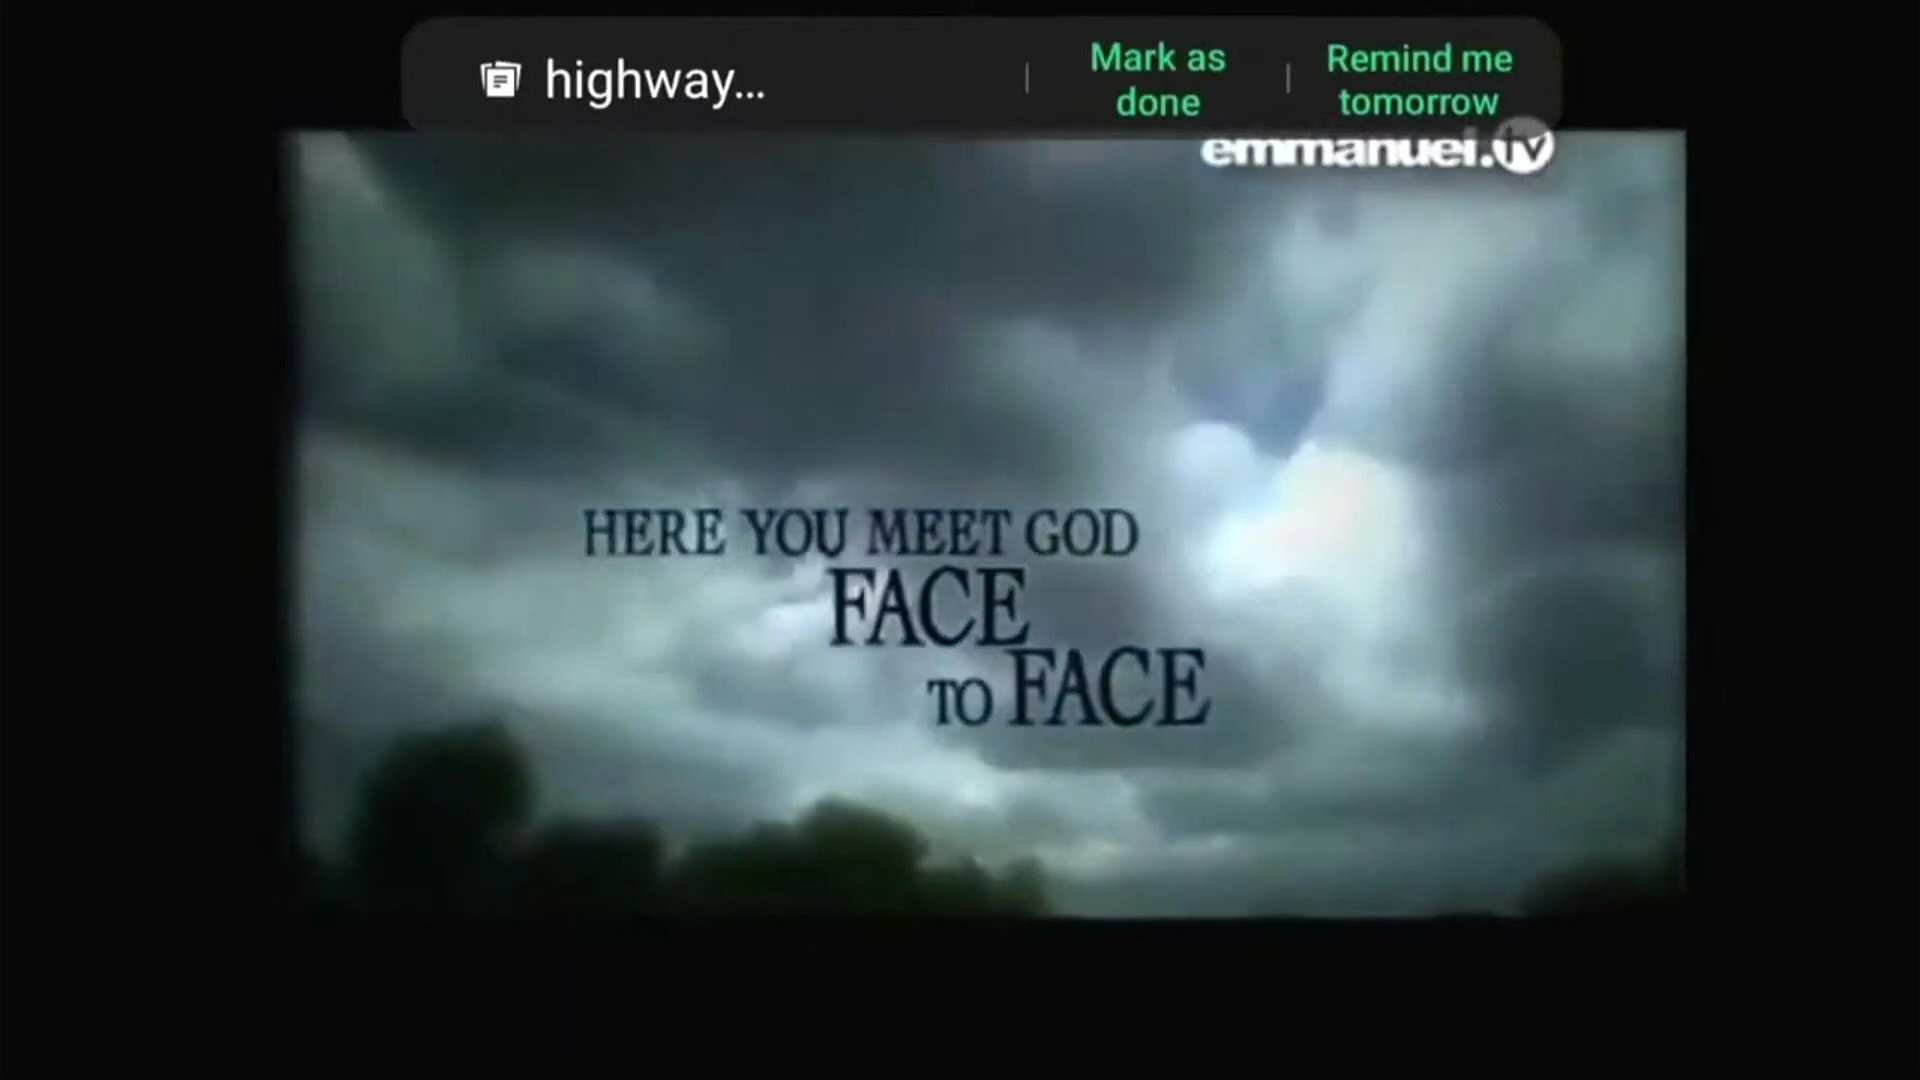 highway...
Mark as
done
Remind me
tomorrow
emmanuel.tv
HERE YOU MEET GOD
FACE
TO FACE